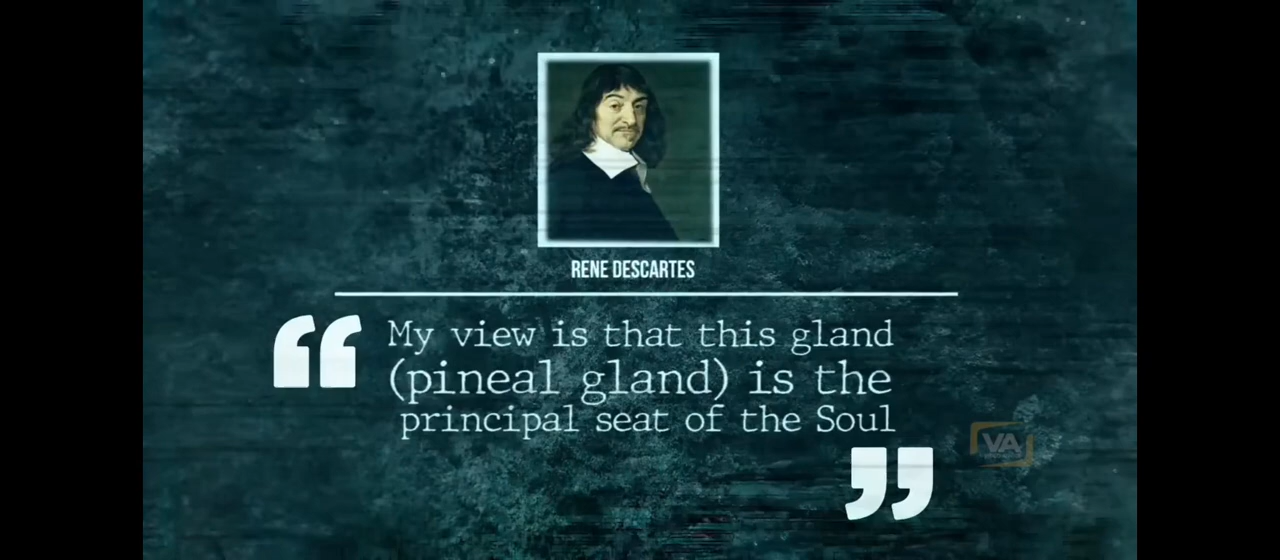 RENE DESCARTES
“My view is that this gland
(pineal gland) is the
principal seat of the Soul”
VA